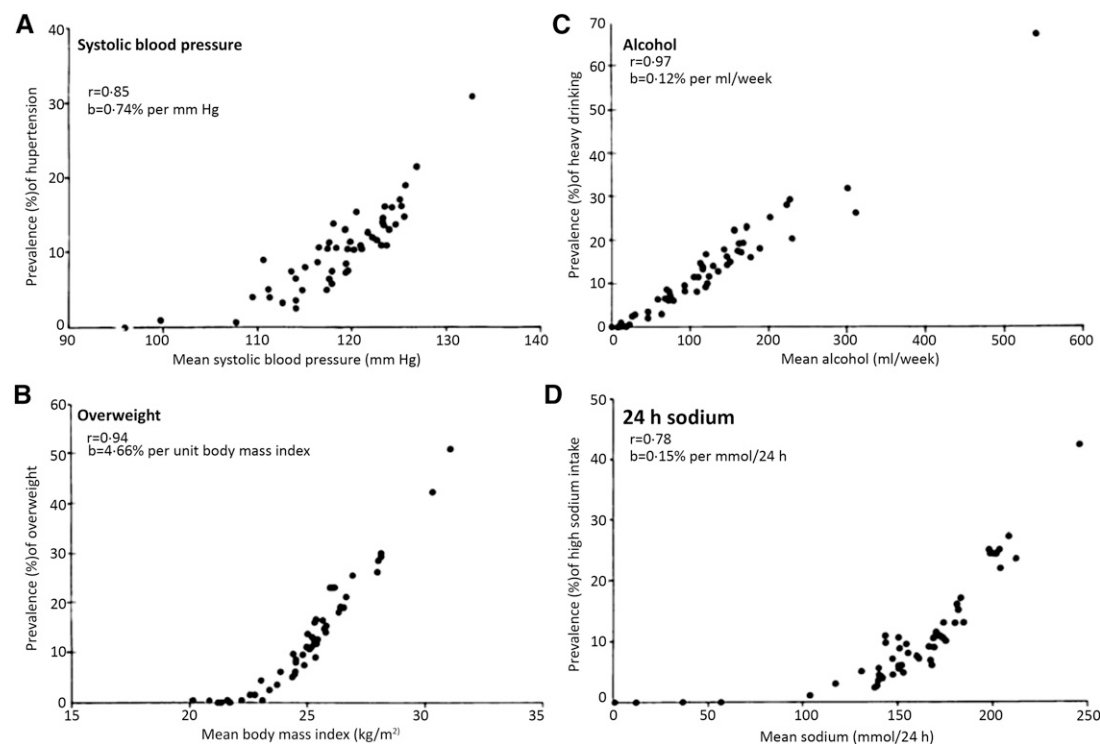 A
Systolic blood pressure
r=0·85
b=0·74% per mm Hg
Prevalence (%)of hupertension
40
30
20
10
0
90 100 110 120 130 140
Mean systolic blood pressure (mm Hg)
B
Overweight
r=0·94
b=4·66% per unit body mass index
Prevalence (%)of overweight
60
50
40
30
20
10
0
15 20 25 30 35
Mean body mass index (kg/m²⁾
C
Alcohol
r=0·97
b=0·12% per ml/week
Prevalence (%)of heavy drinking
70
60
50
40
30
20
10
0
0 100 200 300 400 500 600
Mean alcohol (ml/week)
D
24 h sodium
r=0·78
b=0·15% per mmol/24 h
Prevalence (%)of high sodium intake
50
40
30
20
10
0
0 50 100 150 200 250
Mean sodium (mmol/24 h)